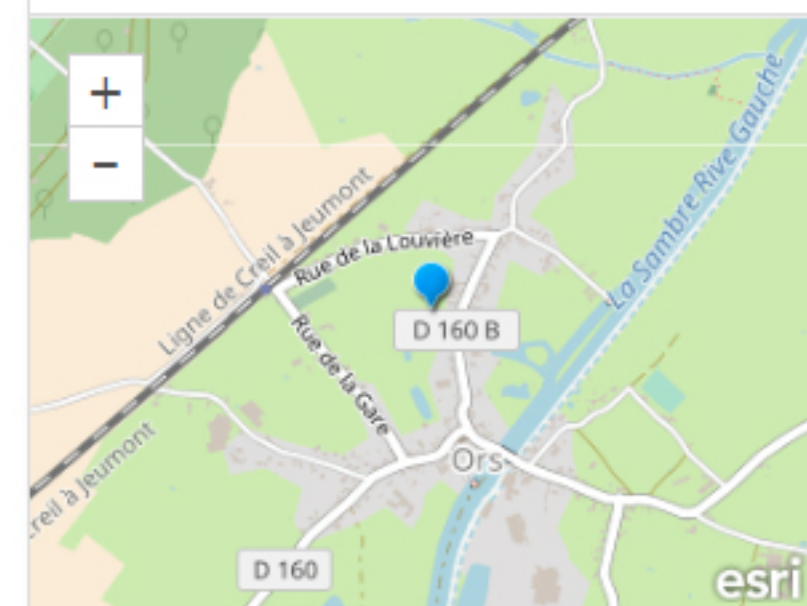 +
−
La Sambre Rive Gauche
Ligne de Creil à Jeumont
Rue de la Louvière
D 160 B
Rue de la Gare
Ors
Creil à Jeumont
D 160
esri